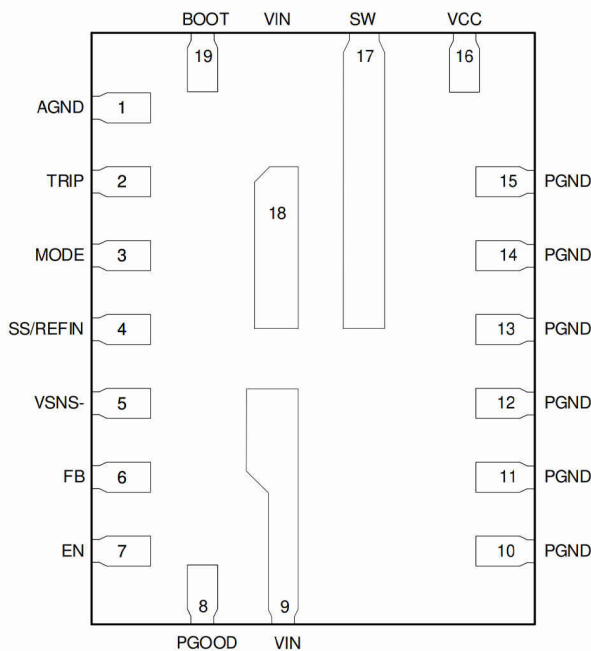 BOOT VIN SW VCC
19 17 16
AGND 1
TRIP 2 15 PGND
18
MODE 3 14 PGND
SS/REFIN 4 13 PGND
VSNS- 5 12 PGND
FB 6 11 PGND
EN 7 10 PGND
8 9
PGOOD VIN